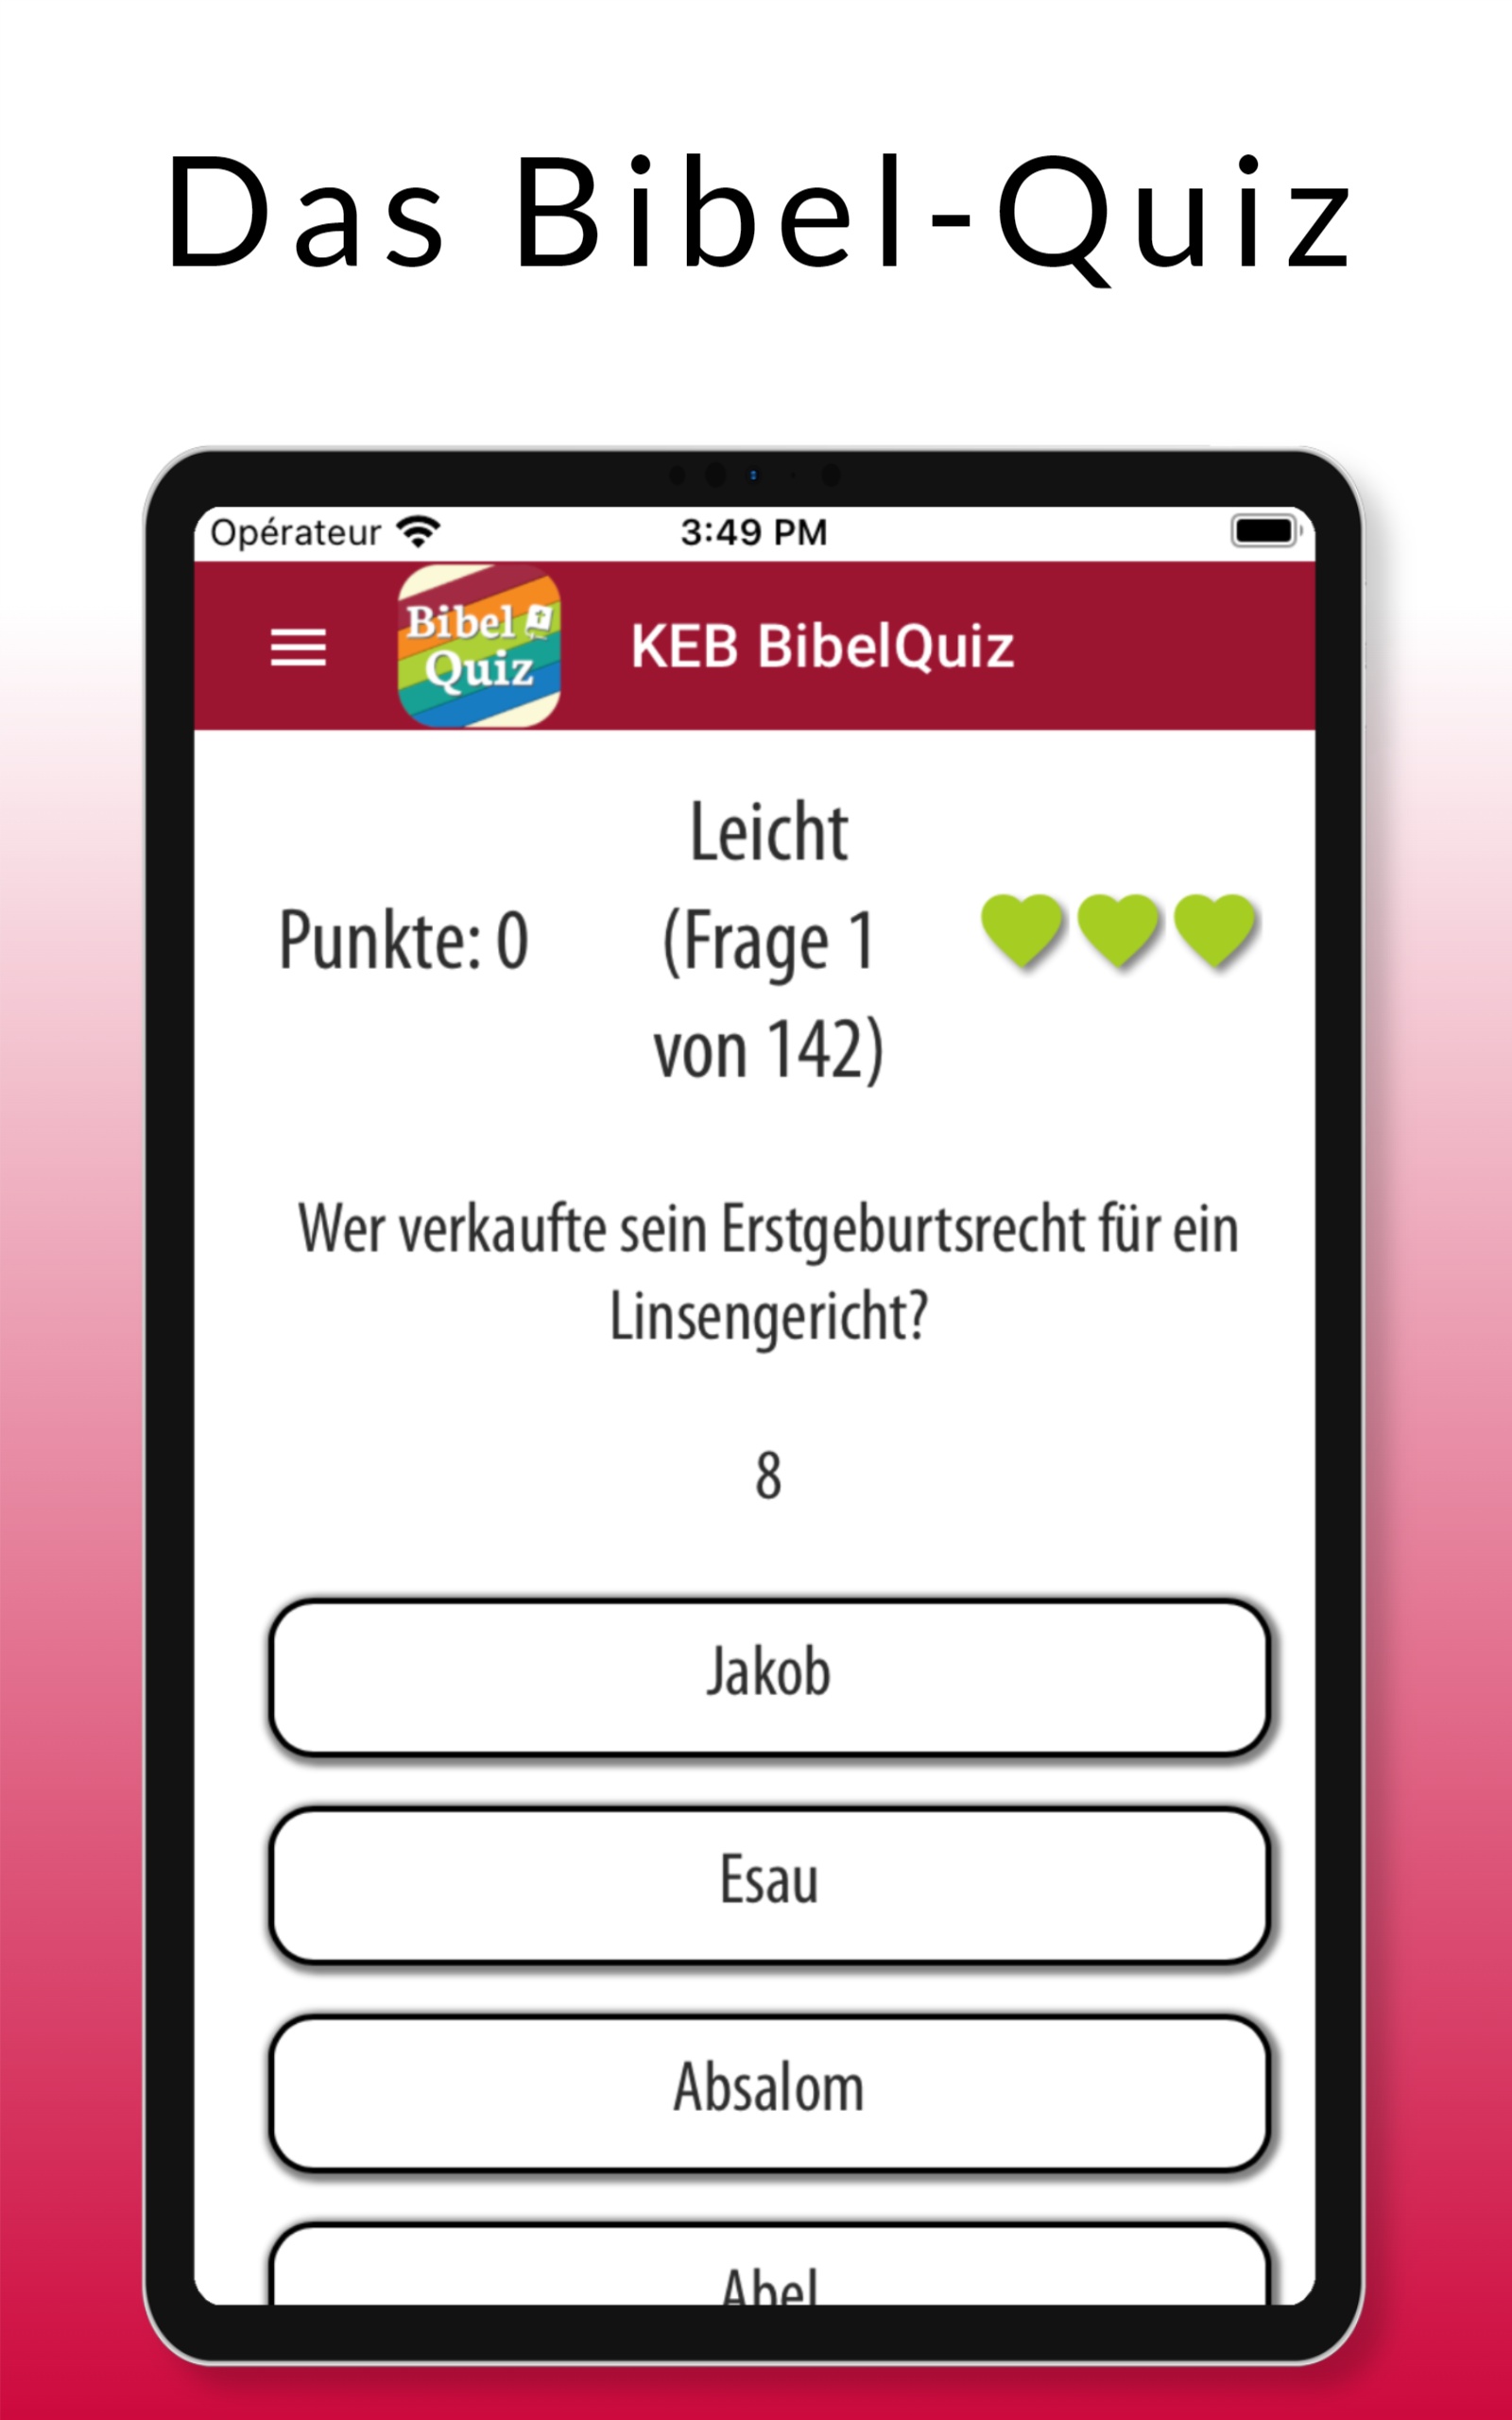 Das Bibel-Quiz
Opérateur 3:49 PM
Bibel
Quiz
KEB BibelQuiz
Leicht
Punkte: 0 (Frage 1
von 142)
Wer verkaufte sein Erstgeburtsrecht für ein
Linsengericht?
8
Jakob
Esau
Absalom
Abel